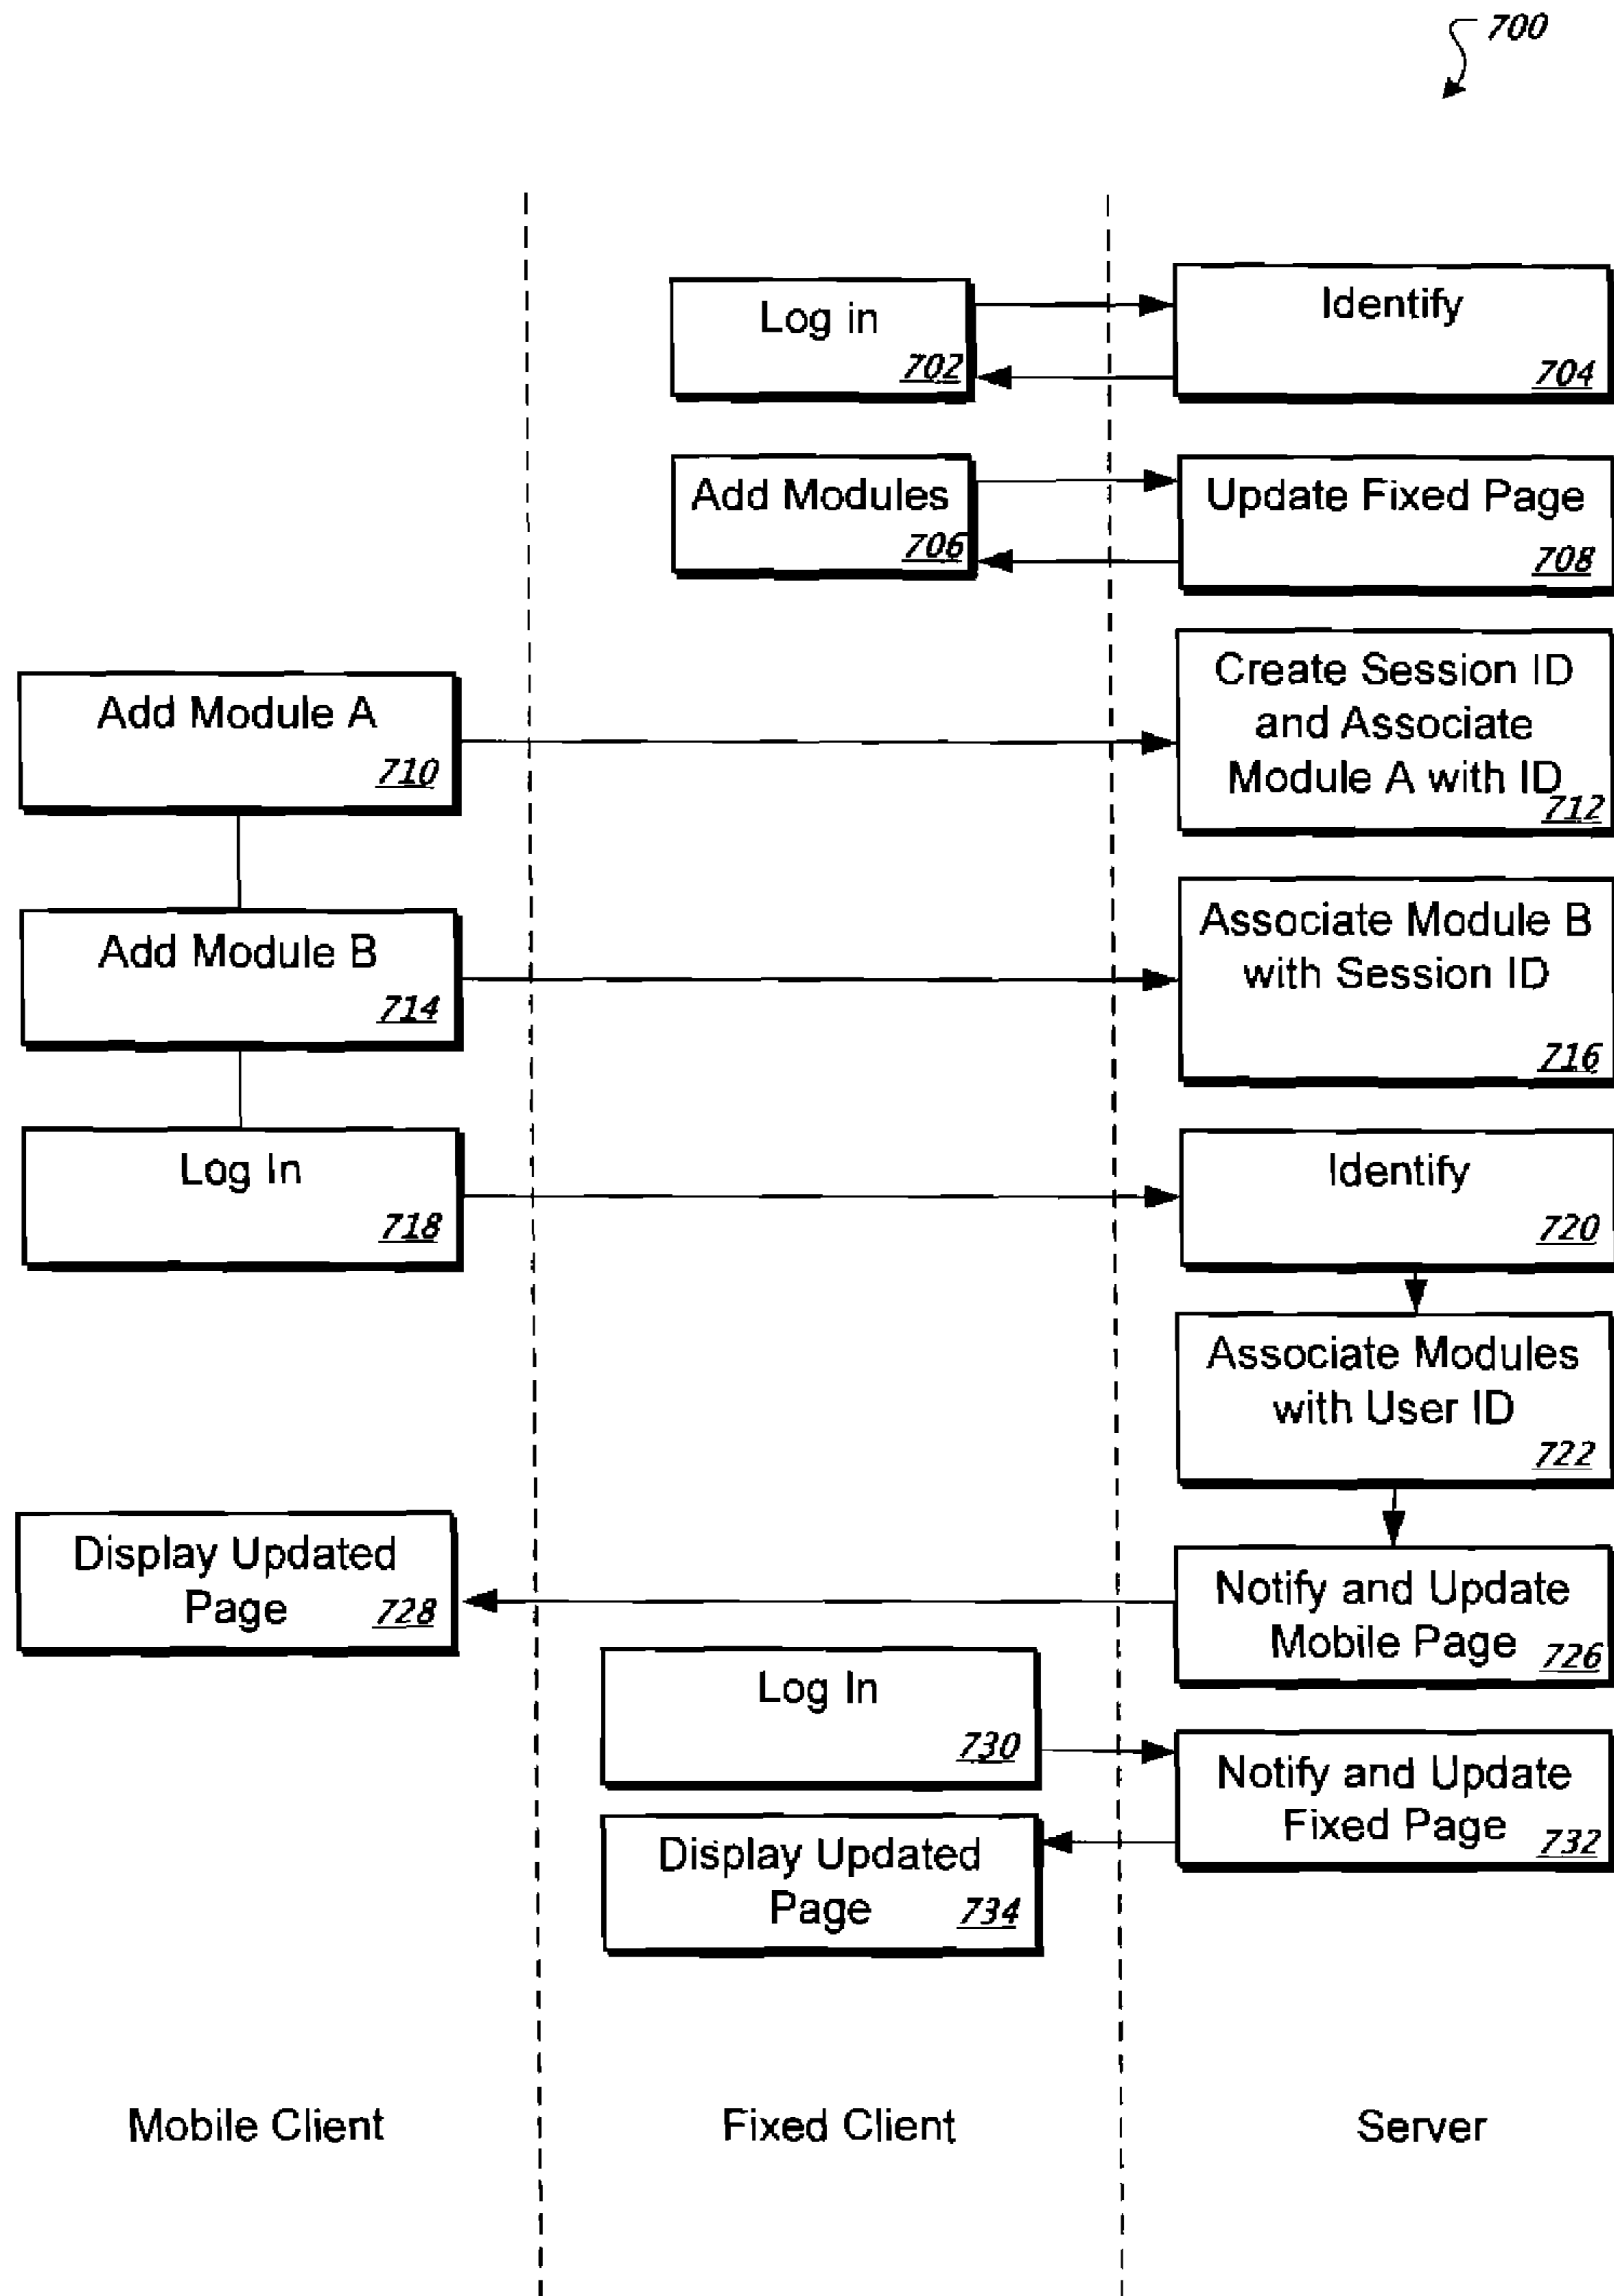 700
Log in
702
Identify
704
Add Modules
706
Update Fixed Page
708
Add Module A
710
Create Session ID
and Associate
Module A with ID
712
Add Module B
714
Associate Module B
with Session ID
716
Log In
718
Identify
720
Associate Modules
with User ID
722
Display Updated
Page 728
Notify and Update
Mobile Page 726
Log In
730
Notify and Update
Fixed Page 732
Display Updated
Page 734
Mobile Client
Fixed Client
Server